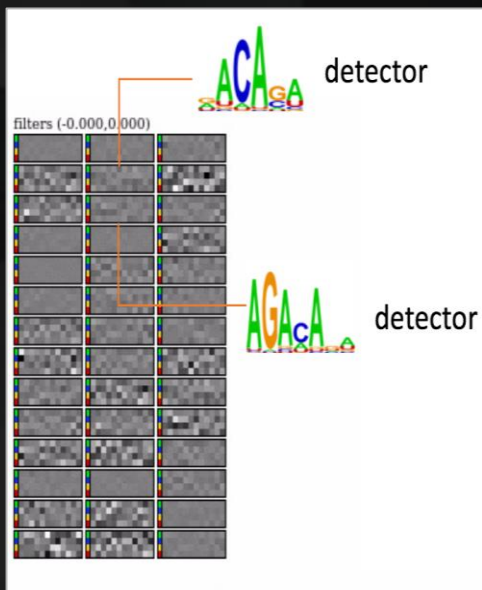 ACAGA detector
filters (-0.000,0.000)
AGACA A detector